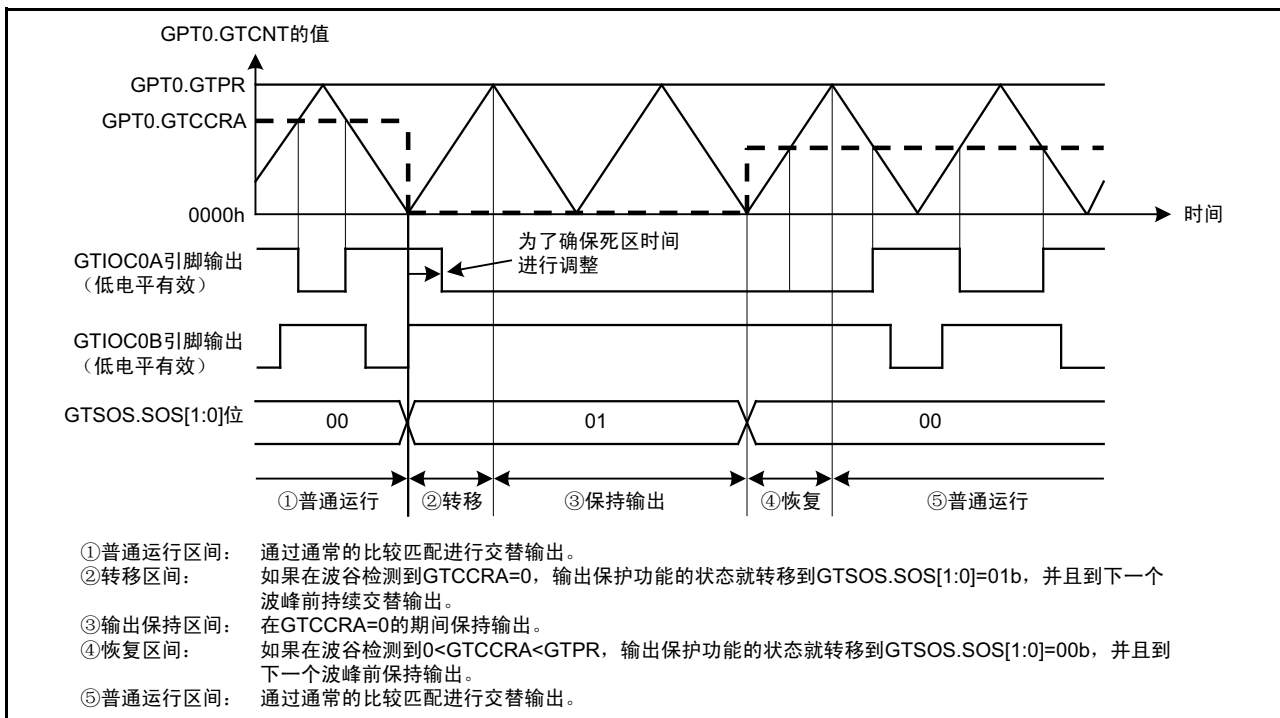 GPT0.GTCNT的值
GPT0.GTPR
GPT0.GTCCRA
0000h
时间
为了确保死区时间
进行调整
GTIOC0A引脚输出
（低电平有效）
GTIOC0B引脚输出
（低电平有效）
GTSOS.SOS[1:0]位
00
01
00
①普通运行
②转移
③保持输出
④恢复
⑤普通运行
①普通运行区间： 通过通常的比较匹配进行交替输出。
②转移区间： 如果在波谷检测到GTCCRA=0，输出保护功能的状态就转移到GTSOS.SOS[1:0]=01b，并且到下一个
波峰前持续交替输出。
③输出保持区间： 在GTCCRA=0的期间保持输出。
④恢复区间： 如果在波谷检测到0<GTCCRA<GTPR，输出保护功能的状态就转移到GTSOS.SOS[1:0]=00b，并且到
下一个波峰前保持输出。
⑤普通运行区间： 通过通常的比较匹配进行交替输出。